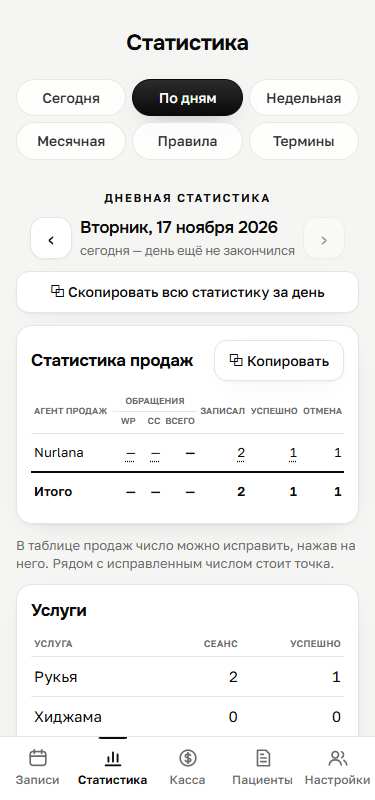 Статистика
Сегодня
По дням
Недельная
Месячная
Правила
Термины
ДНЕВНАЯ СТАТИСТИКА
‹ Вторник, 17 ноября 2026 ›
сегодня — день ещё не закончился
Скопировать всю статистику за день
Статистика продаж
Копировать
АГЕНТ ПРОДАЖ ОБРАЩЕНИЯ ЗАПИСАЛ УСПЕШНО ОТМЕНА
WP CC ВСЕГО
Nurlana — — — 2 1 1
Итого — — — 2 1 1
В таблице продаж число можно исправить, нажав на
него. Рядом с исправленным числом стоит точка.
Услуги
УСЛУГА СЕАНС УСПЕШНО
Рукья 2 1
Хиджама 0 0
Записи Статистика Касса Пациенты Настройки